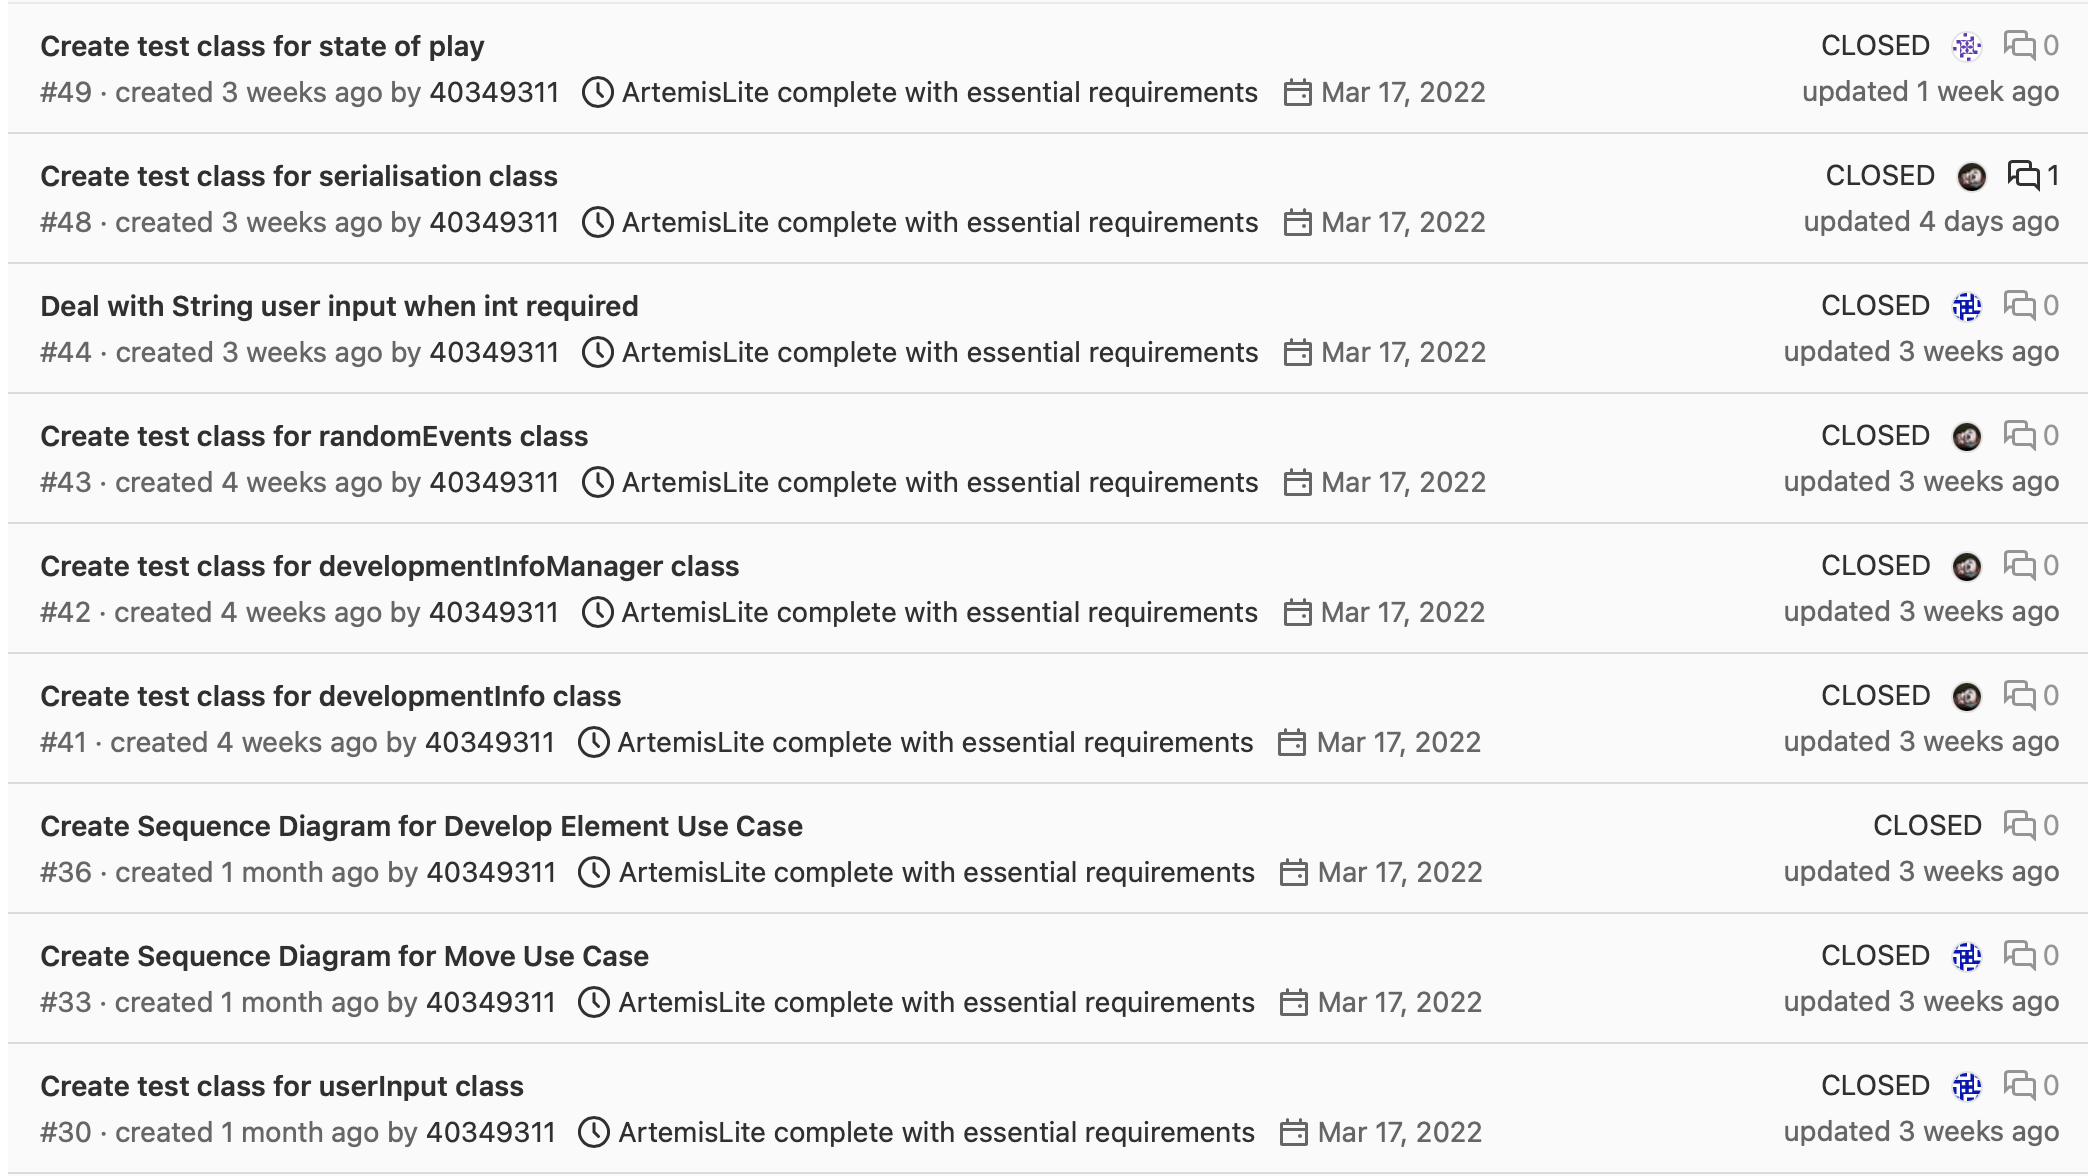 Create test class for state of play
CLOSED 0
#49 · created 3 weeks ago by 40349311 ArtemisLite complete with essential requirements Mar 17, 2022
updated 1 week ago
Create test class for serialisation class
CLOSED 1
#48 · created 3 weeks ago by 40349311 ArtemisLite complete with essential requirements Mar 17, 2022
updated 4 days ago
Deal with String user input when int required
CLOSED 0
#44 · created 3 weeks ago by 40349311 ArtemisLite complete with essential requirements Mar 17, 2022
updated 3 weeks ago
Create test class for randomEvents class
CLOSED 0
#43 · created 4 weeks ago by 40349311 ArtemisLite complete with essential requirements Mar 17, 2022
updated 3 weeks ago
Create test class for developmentInfoManager class
CLOSED 0
#42 · created 4 weeks ago by 40349311 ArtemisLite complete with essential requirements Mar 17, 2022
updated 3 weeks ago
Create test class for developmentInfo class
CLOSED 0
#41 · created 4 weeks ago by 40349311 ArtemisLite complete with essential requirements Mar 17, 2022
updated 3 weeks ago
Create Sequence Diagram for Develop Element Use Case
CLOSED 0
#36 · created 1 month ago by 40349311 ArtemisLite complete with essential requirements Mar 17, 2022
updated 3 weeks ago
Create Sequence Diagram for Move Use Case
CLOSED 0
#33 · created 1 month ago by 40349311 ArtemisLite complete with essential requirements Mar 17, 2022
updated 3 weeks ago
Create test class for userInput class
CLOSED 0
#30 · created 1 month ago by 40349311 ArtemisLite complete with essential requirements Mar 17, 2022
updated 3 weeks ago